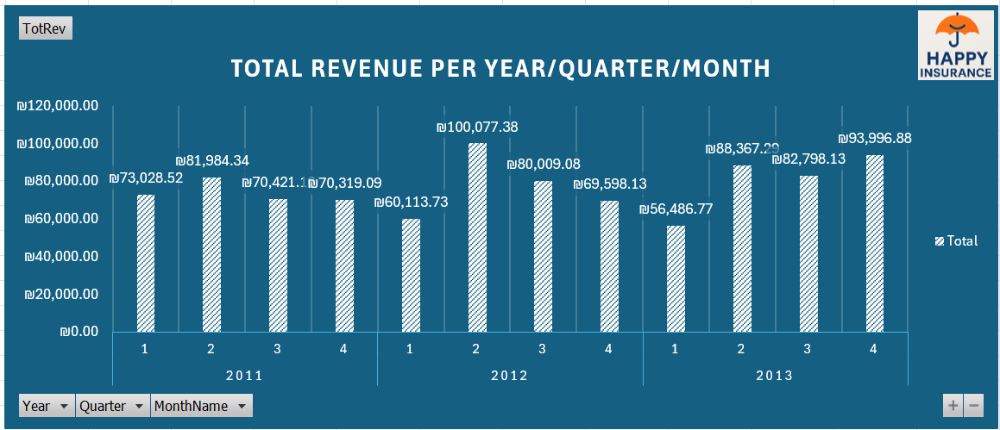 TotRev
HAPPY
INSURANCE
TOTAL REVENUE PER YEAR/QUARTER/MONTH
₪120,000.00
₪100,000.00
₪80,000.00
₪60,000.00
₪40,000.00
₪20,000.00
₪0.00
₪73,028.52
₪81,984.34
₪70,319.09
₪60,113.73
₪100,077.38
₪80,009.08
₪69,598.13
₪56,486.77
₪88,367.29
₪82,798.13
₪93,996.88
Total
1 2 3 4 1 2 3 4 1 2 3 4
2011 2012 2013
Year Quarter MonthName
+ −